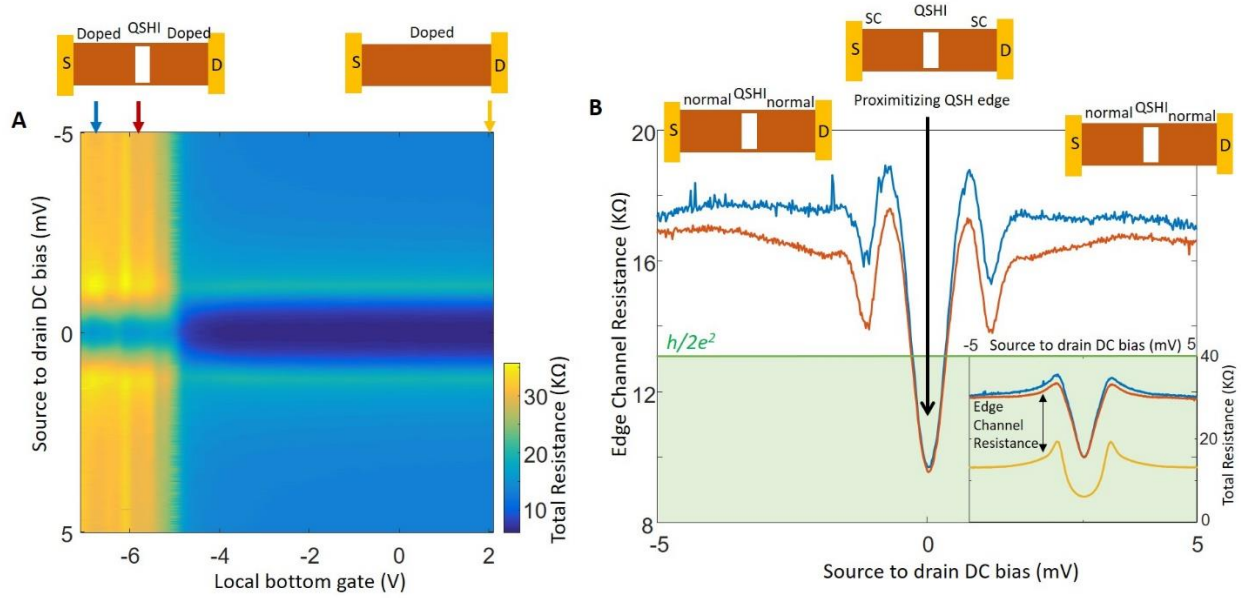 Doped QSHI Doped
S
D
Doped
S
D
A
-5
0
5
Source to drain DC bias (mV)
-6
-4
-2
0
2
Local bottom gate (V)
30
20
10
Total Resistance (KΩ)
SC QSHI SC
S
D
B
Proximitizing QSH edge
normal QSHI normal
S
D
normal QSHI normal
S
D
20
18
16
14
12
10
8
Edge Channel Resistance (KΩ)
h/2e²
-5
0
5
Source to drain DC bias (mV)
-5
5
Source to drain DC bias (mV)
40
20
0
Total Resistance (KΩ)
Edge
Channel
Resistance